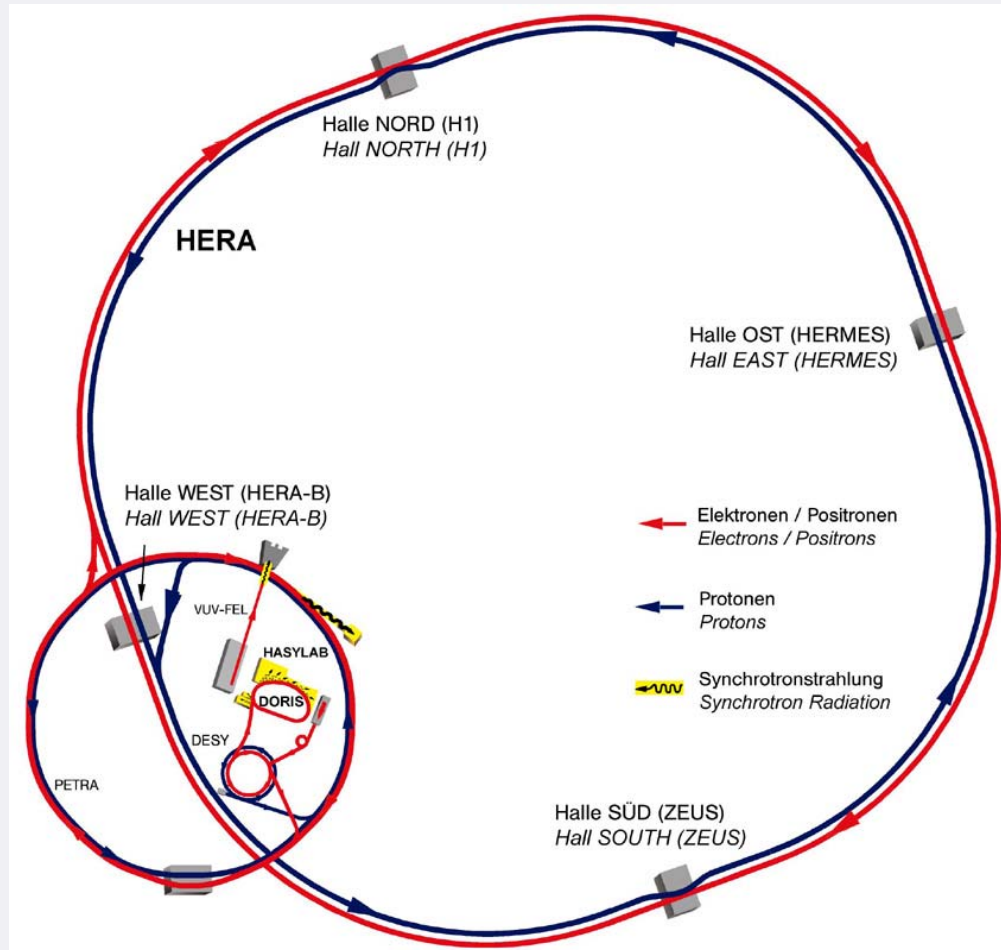 Halle NORD (H1)
Hall NORTH (H1)
HERA
Halle OST (HERMES)
Hall EAST (HERMES)
Halle WEST (HERA-B)
Hall WEST (HERA-B)
Elektronen / Positronen
Electrons / Positrons
VUV-FEL
Protonen
Protons
HASYLAB
Synchrotronstrahlung
Synchrotron Radiation
DORIS
DESY
PETRA
Halle SÜD (ZEUS)
Hall SOUTH (ZEUS)